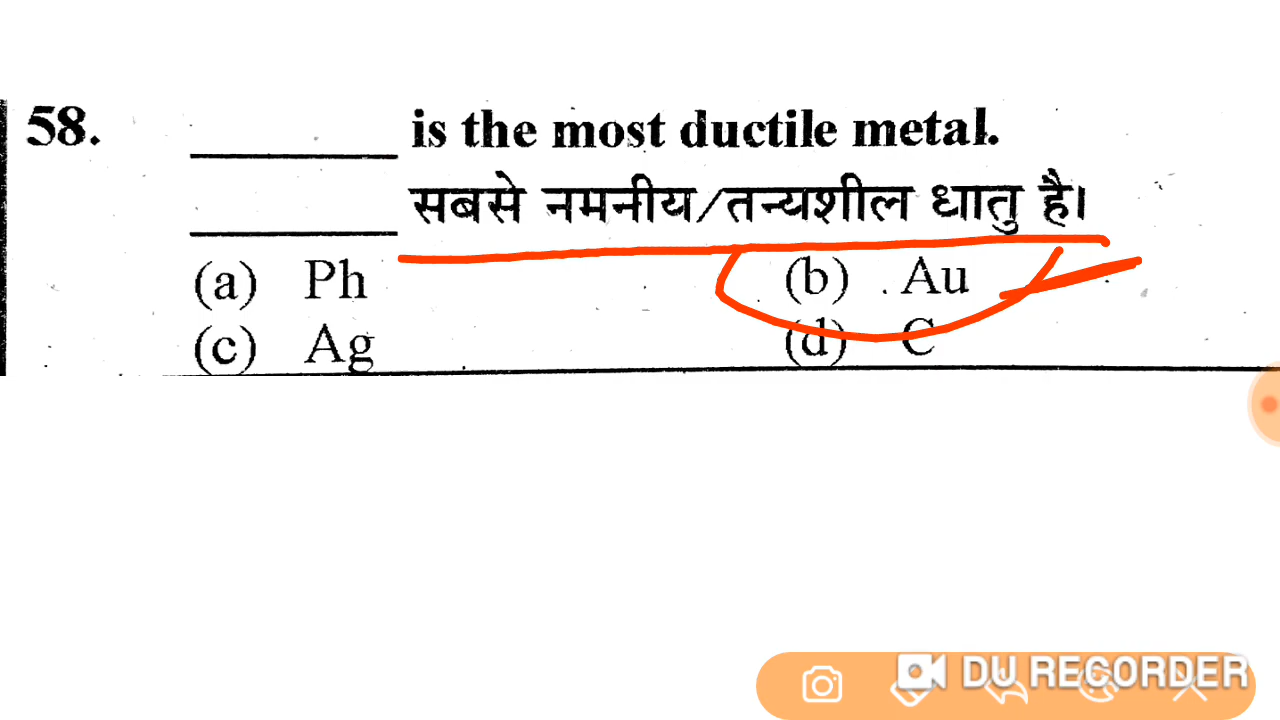 58. ________ is the most ductile metal.
________ सबसे नमनीय/तन्यशील धातु है।
(a) Ph (b) Au
(c) Ag (d) C
DU RECORDER